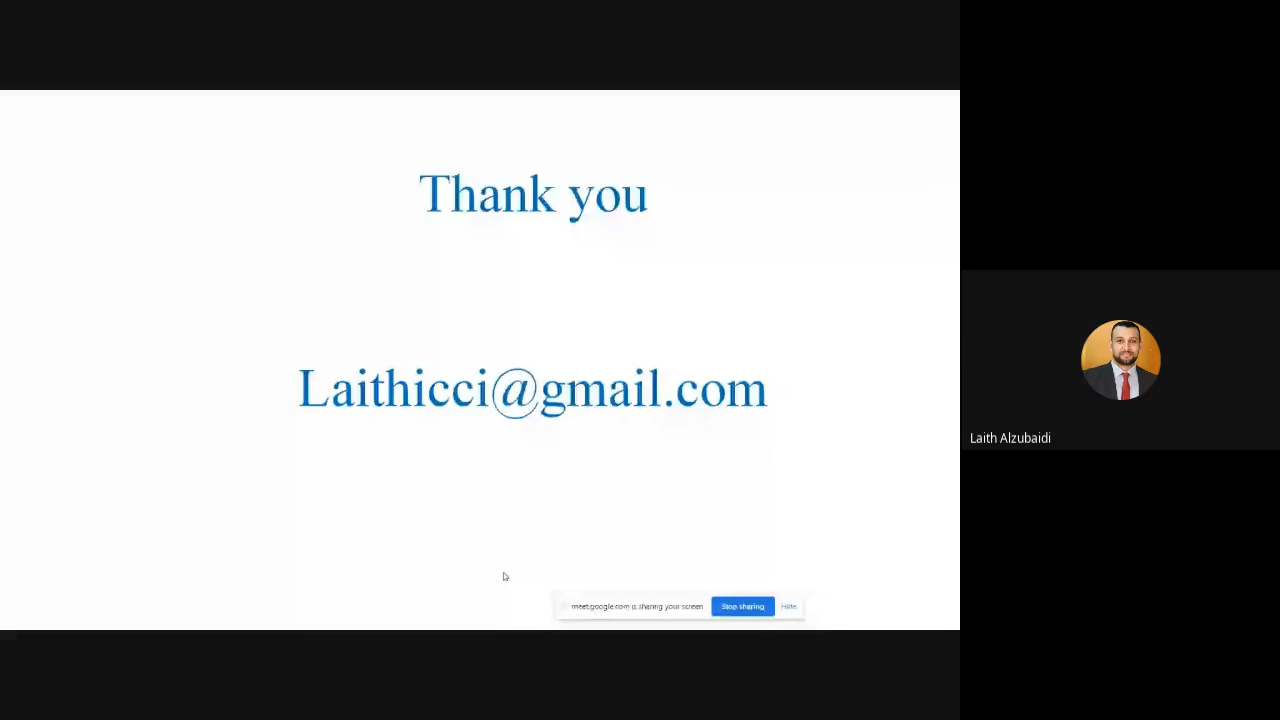 Thank you
Laithicci@gmail.com
Laith Alzubaidi
meet.google.com is sharing your screen Stop sharing Hide